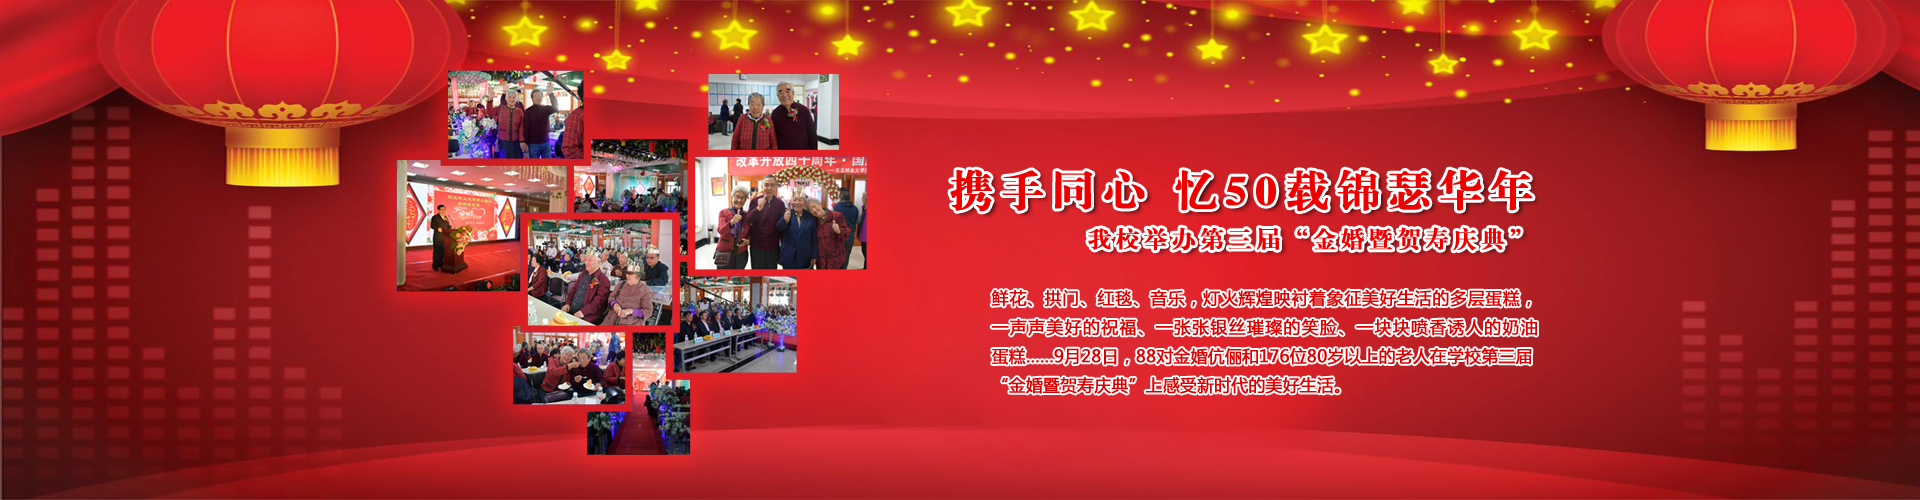 改革开放四十周年·国
携手同心 忆50载锦瑟华年
我校举办第三届“金婚暨贺寿庆典”
鲜花、拱门、红毯、音乐，灯火辉煌映衬着象征美好生活的多层蛋糕，
一声声美好的祝福、一张张银丝璀璨的笑脸、一块块喷香诱人的奶油
蛋糕......9月28日，88对金婚伉俪和176位80岁以上的老人在学校第三届
“金婚暨贺寿庆典”上感受新时代的美好生活。